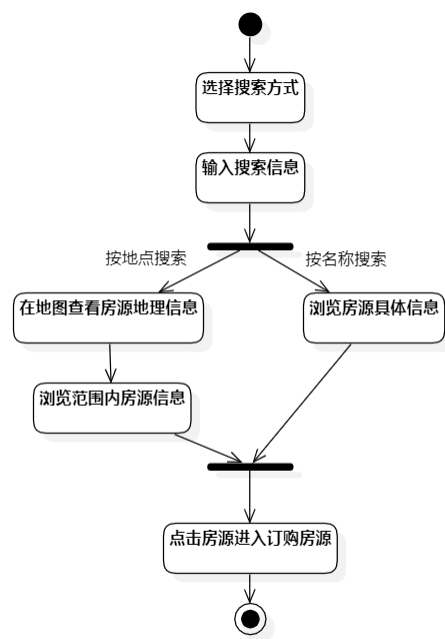 选择搜索方式
输入搜索信息
按地点搜索
按名称搜索
在地图查看房源地理信息
浏览房源具体信息
浏览范围内房源信息
点击房源进入订购房源